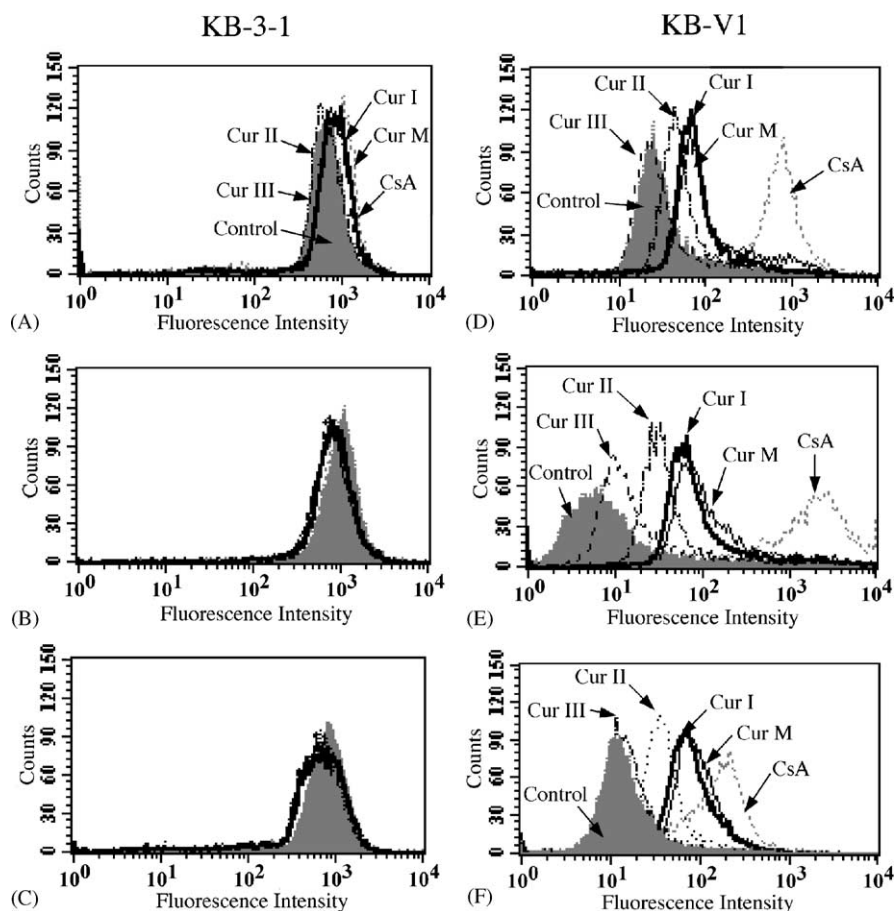 KB-3-1
KB-V1
150
120
90
60
30
0
Counts
Cur I
Cur II
Cur M
Cur III
CsA
Control
10^0 10^1 10^2 10^3 10^4
Fluorescence Intensity
(A)
150
120
90
60
30
0
Counts
Cur I
Cur II
Cur III
Cur M
CsA
Control
10^0 10^1 10^2 10^3 10^4
Fluorescence Intensity
(D)
150
120
90
60
30
0
Counts
10^0 10^1 10^2 10^3 10^4
Fluorescence Intensity
(B)
150
120
90
60
30
0
Counts
Cur II
Cur I
Cur III
CsA
Cur M
Control
10^0 10^1 10^2 10^3 10^4
Fluorescence Intensity
(E)
150
120
90
60
30
0
Counts
10^0 10^1 10^2 10^3 10^4
Fluorescence Intensity
(C)
150
120
90
60
30
0
Counts
Cur II
Cur I
Cur III
Cur M
CsA
Control
10^0 10^1 10^2 10^3 10^4
Fluorescence Intensity
(F)